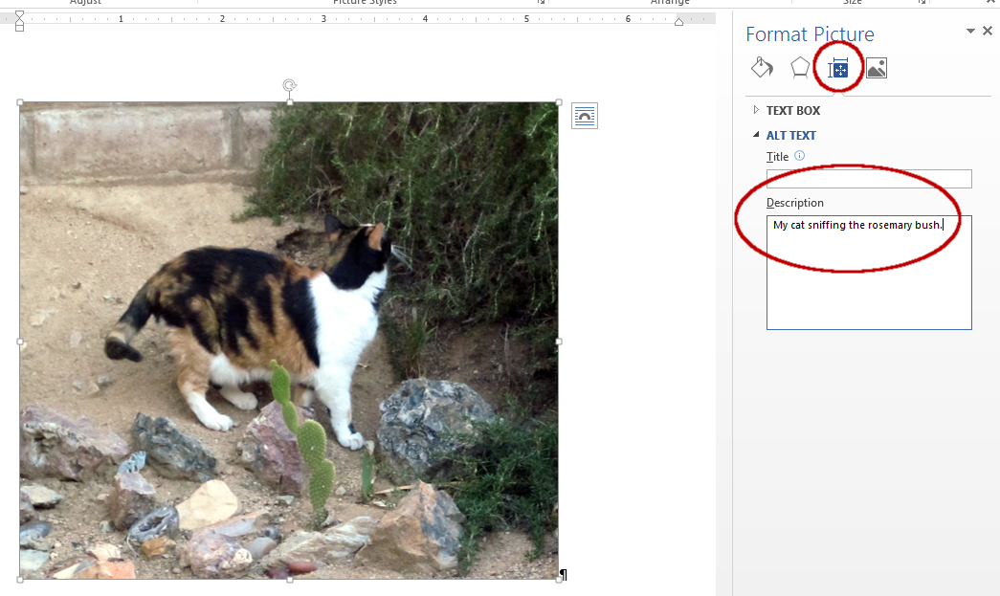 Adjust
Picture Styles
Arrange
Size
1 2 3 4 5 6
Format Picture
TEXT BOX
ALT TEXT
Title
Description
My cat sniffing the rosemary bush.
¶